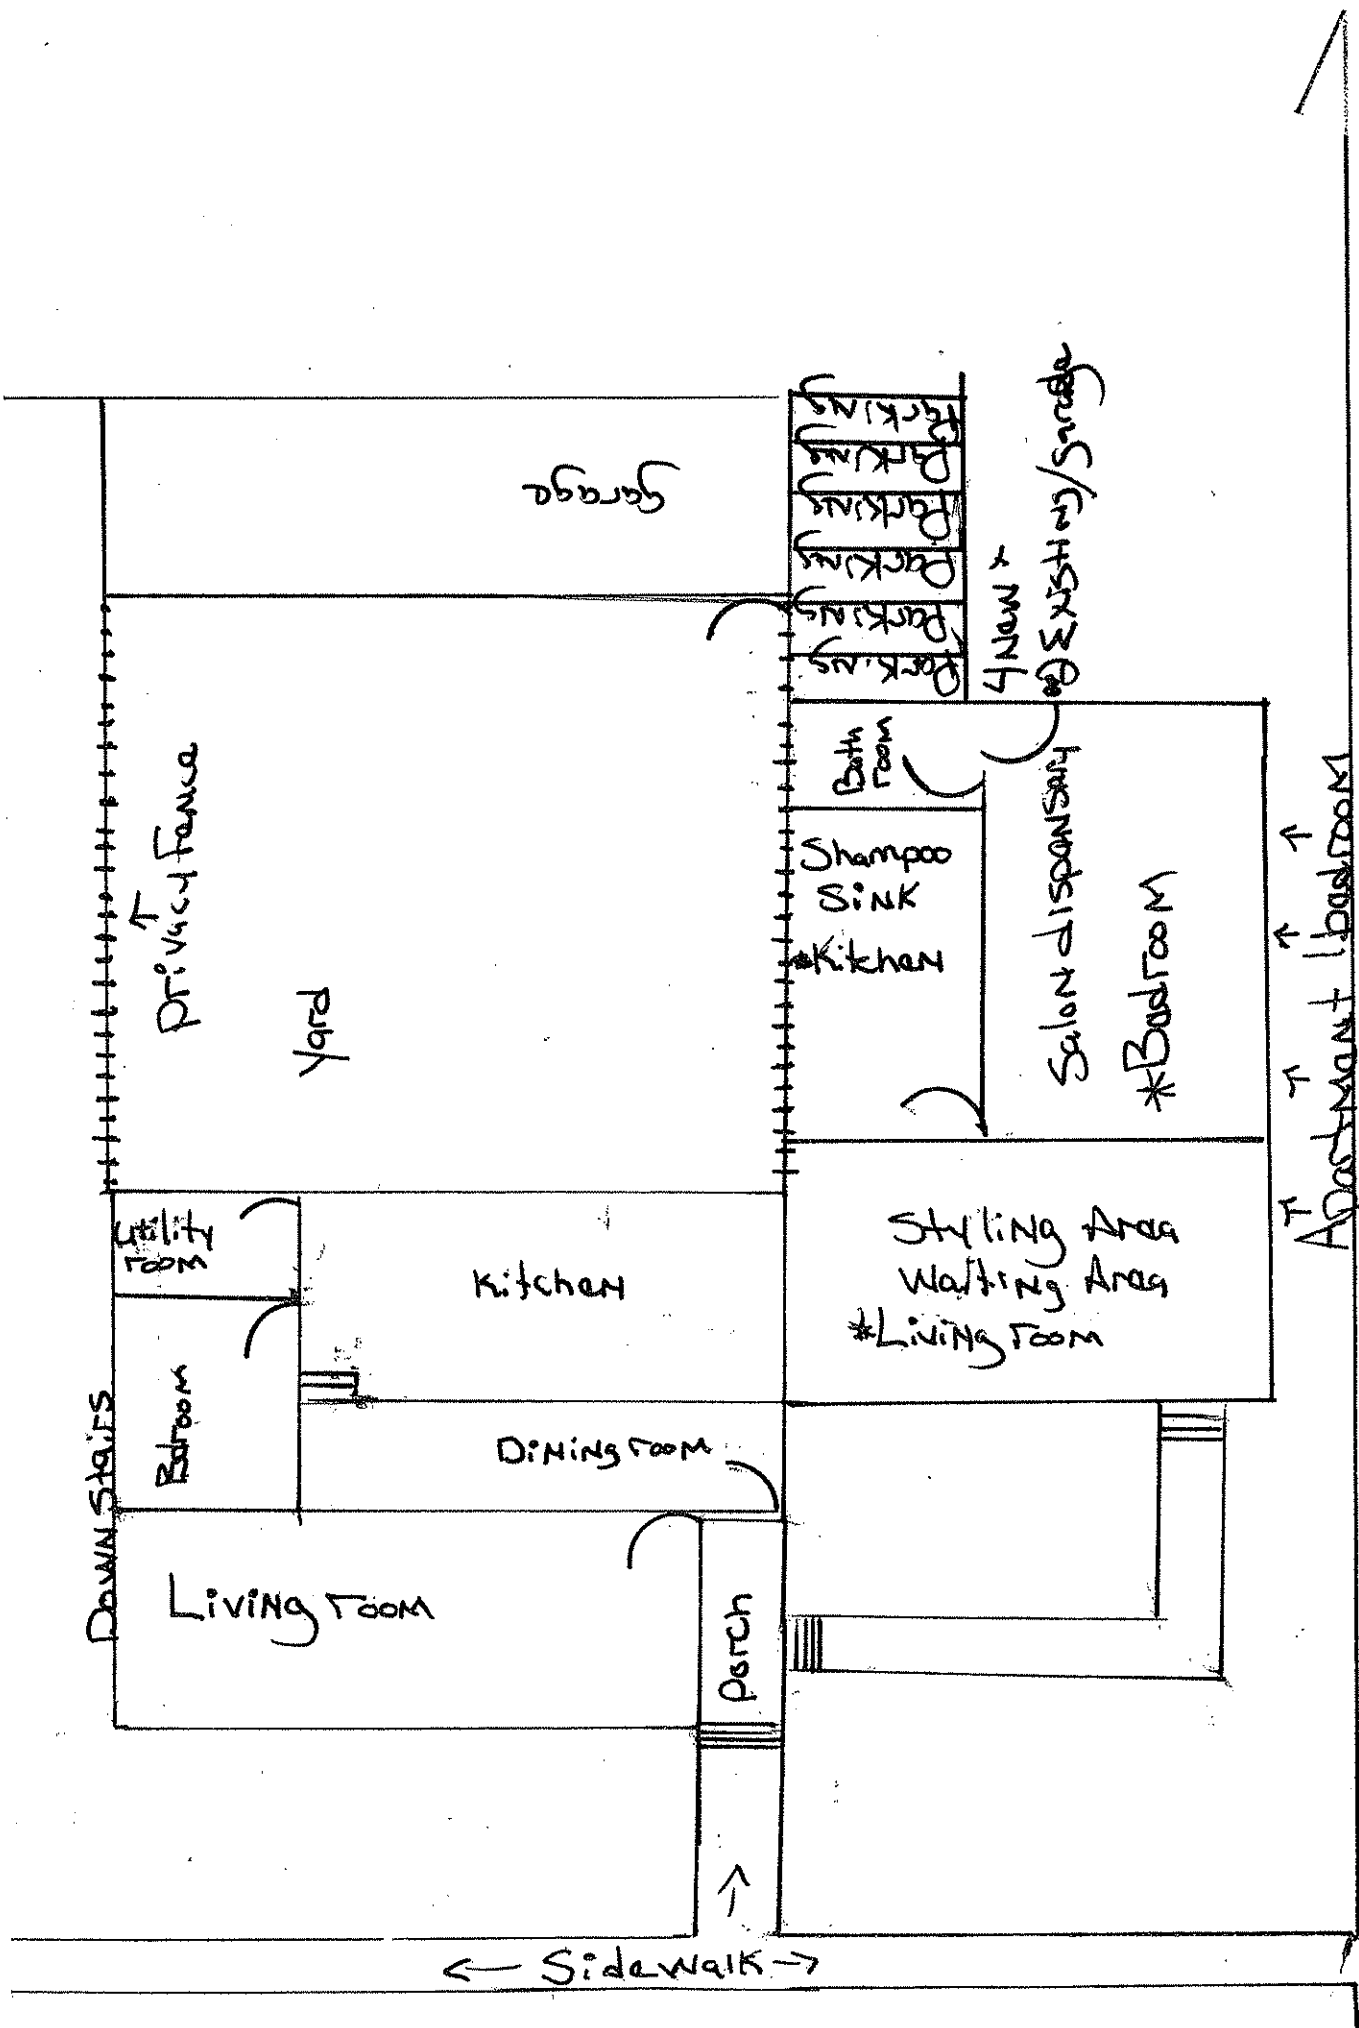 Garage
Parking
Parking
Parking
Parking
Parking
Parking
4 New +
Existing/garage
Privacy Fence
Yard
Bath
room
Shampoo
Sink
*Kitchen
Salon dispensary
*Bedroom
Apartment 1 bedroom
Utility
room
Kitchen
Styling Area
Waiting Area
*Living room
Down Stairs
Bedroom
Dining room
Living room
Porch
Sidewalk